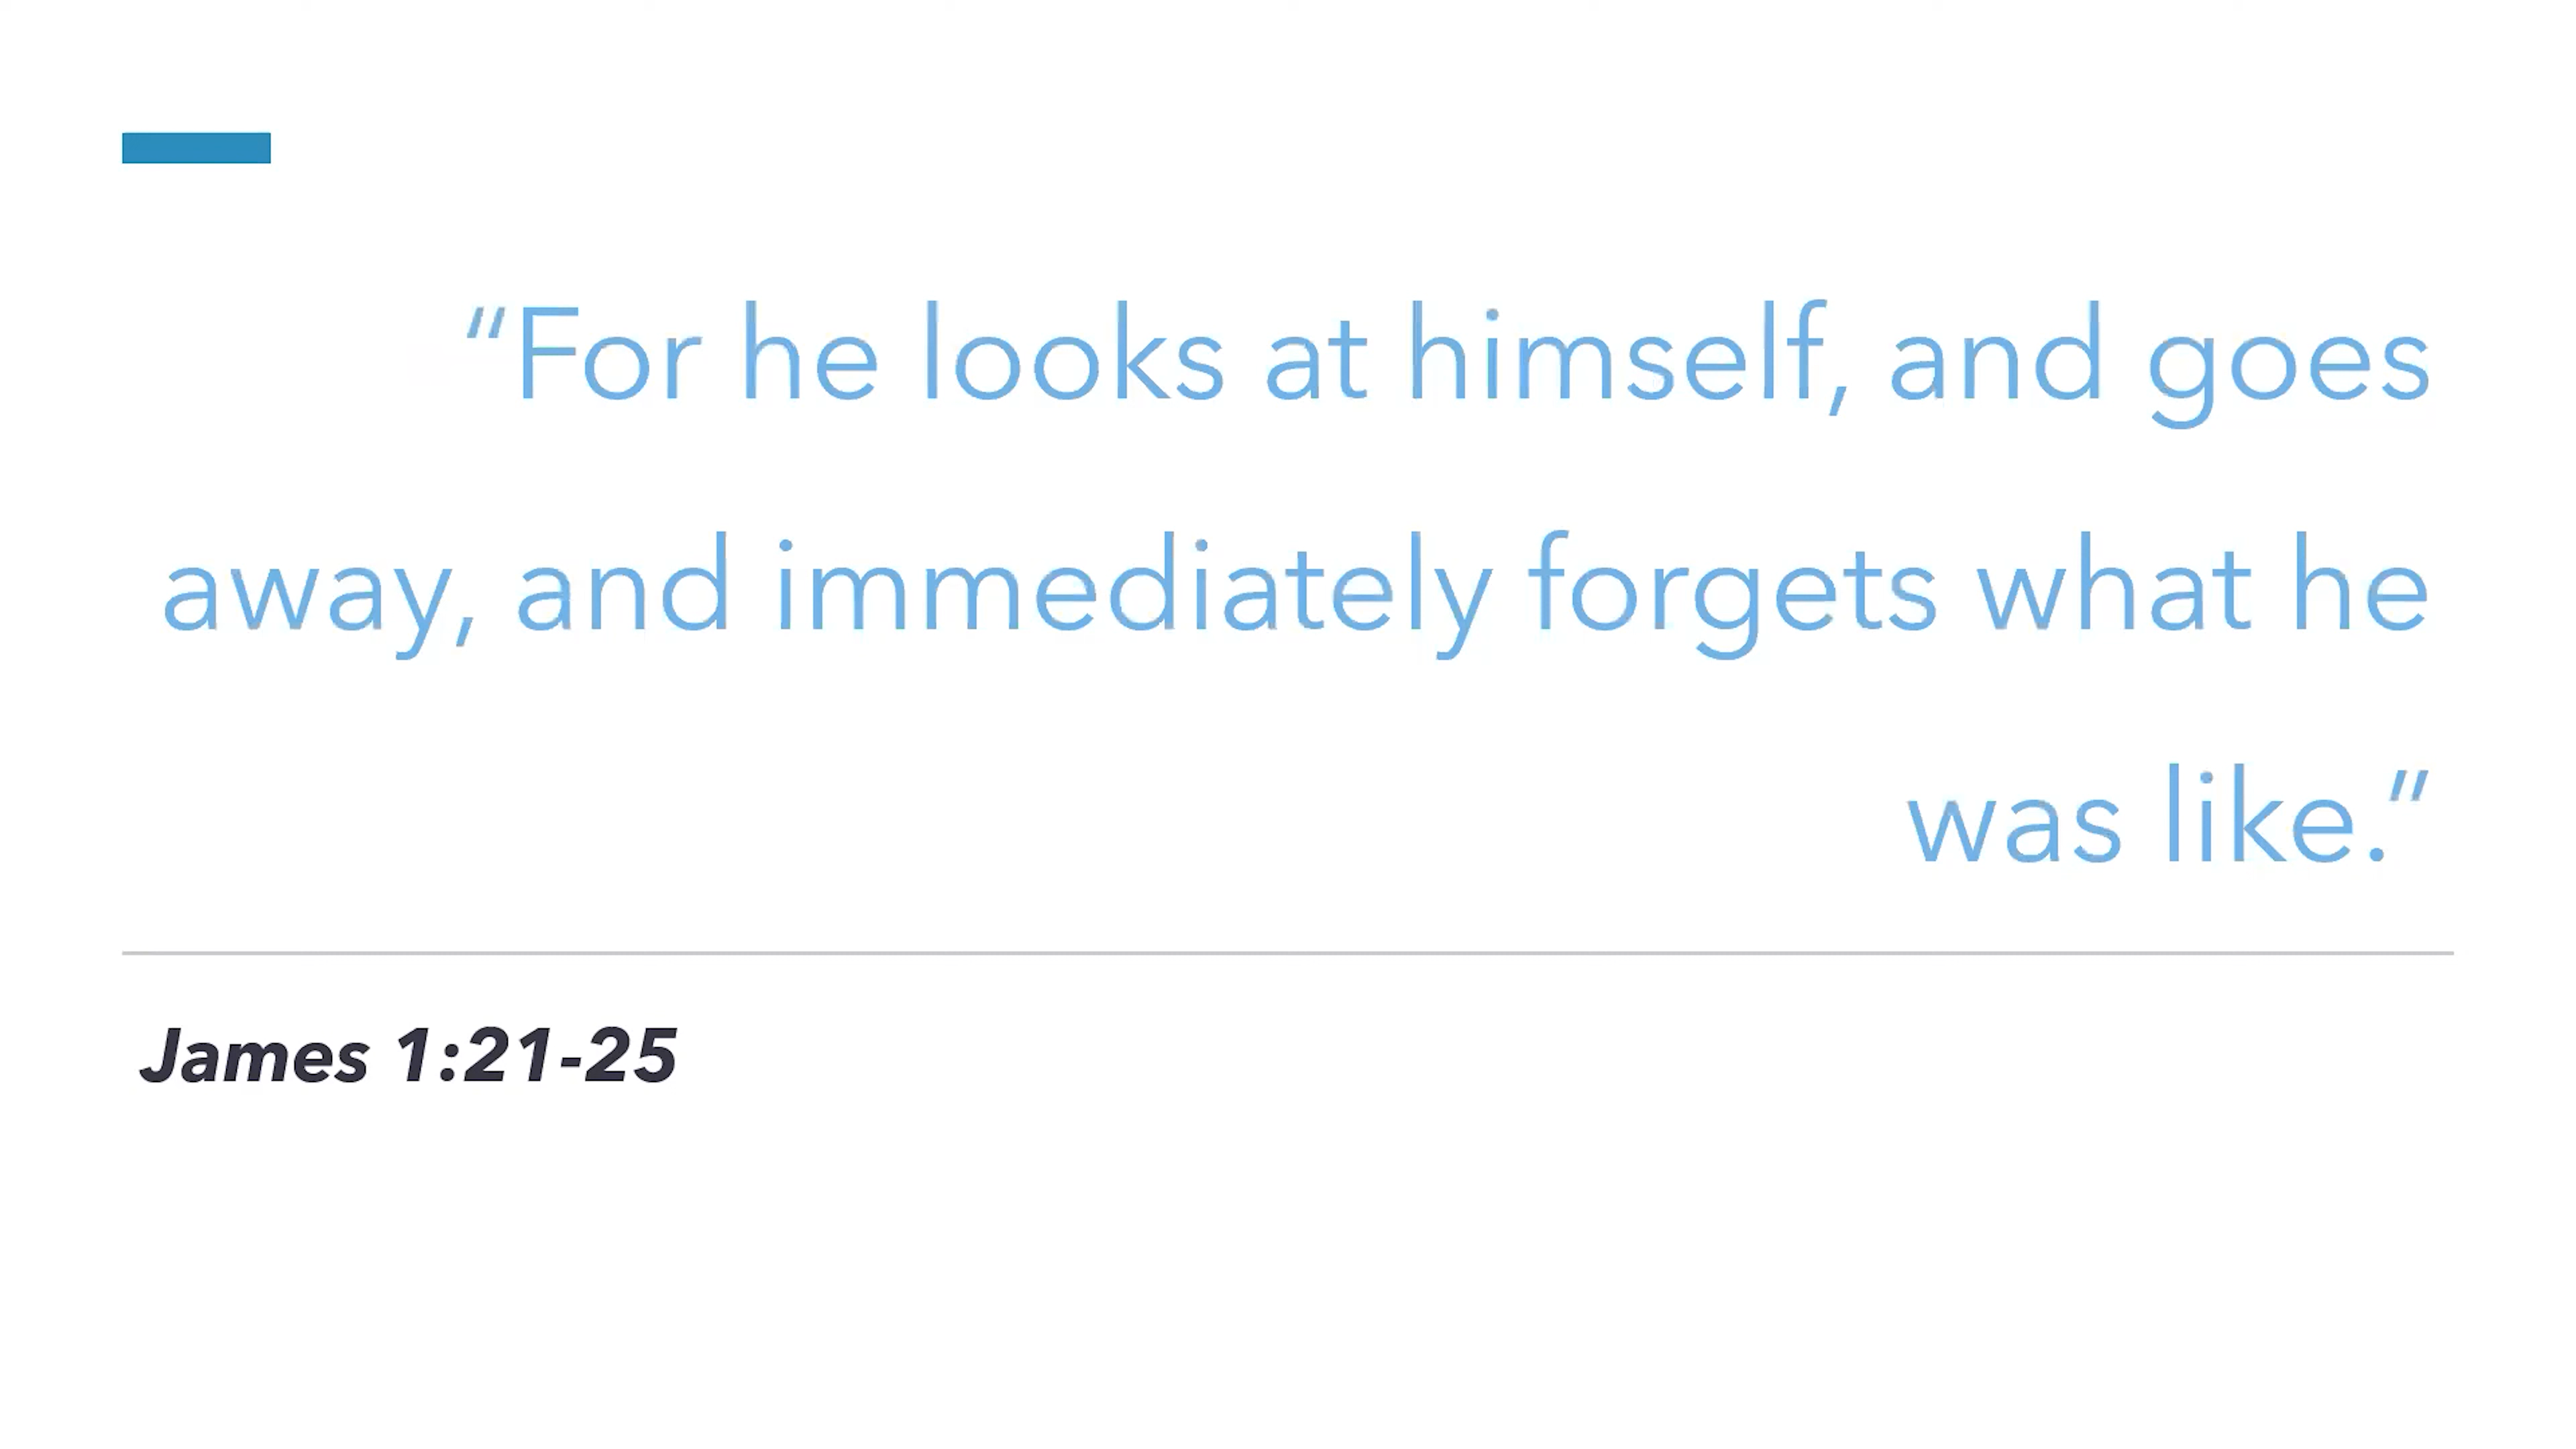 “For he looks at himself, and goes
away, and immediately forgets what he
was like.”
James 1:21-25